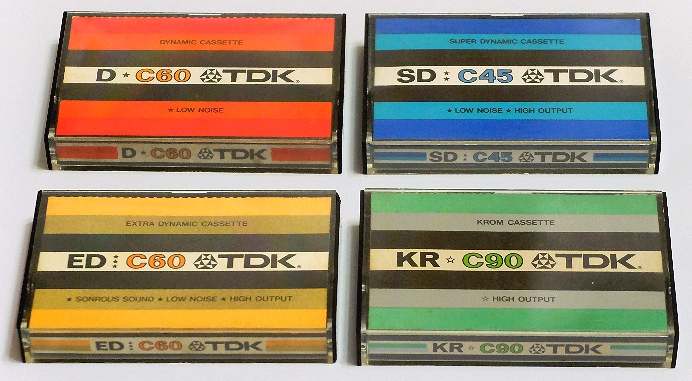 DYNAMIC CASSETTE
D ★ C60 TDK®
★ LOW NOISE
D ★ C60 TDK
SUPER DYNAMIC CASSETTE
SD ★★ C45 TDK®
★ LOW NOISE ★ HIGH OUTPUT
SD ★★ C45 TDK
EXTRA DYNAMIC CASSETTE
ED ★★★ C60 TDK®
★ SONROUS SOUND ★ LOW NOISE ★ HIGH OUTPUT
ED ★★★ C60 TDK
KROM CASSETTE
KR ☆ C90 TDK®
☆ HIGH OUTPUT
KR ☆ C90 TDK